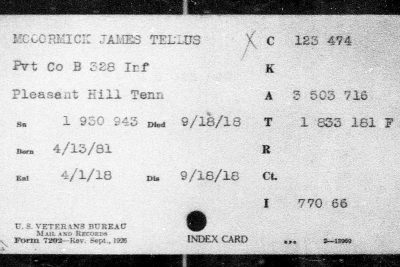 MCCORMICK JAMES TELLUS X C 123 474
Pvt Co B 328 Inf K
Pleasant Hill Tenn A 3 503 716
Sn 1 930 943 Died 9/18/18 T 1 833 181 F
Born 4/13/81 R
Enl 4/1/18 Dis 9/18/18 Ct.
I 770 66
U. S. VETERANS BUREAU
MAIL AND RECORDS
Form 7202—Rev. Sept., 1926 INDEX CARD